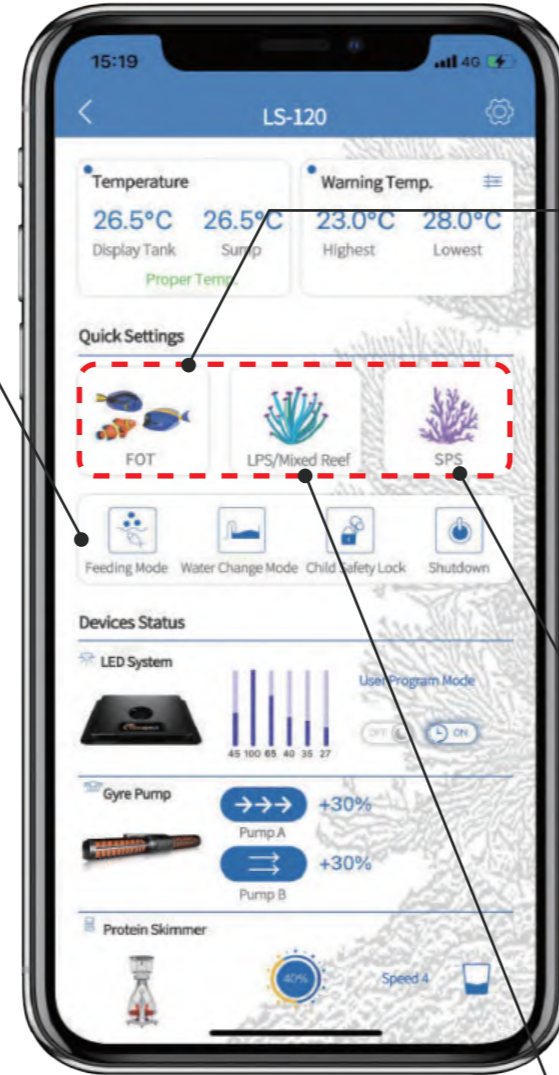 15:19
4G
LS-120
Temperature
Warning Temp.
26.5°C 26.5°C
23.0°C 28.0°C
Display Tank Sump
Highest Lowest
Proper Temp.
Quick Settings
FOT
LPS/Mixed Reef
SPS
Feeding Mode Water Change Mode Child Safety Lock Shutdown
Devices Status
LED System
User Program Mode
OFF ON
45 100 65 40 35 27
Gyre Pump
+30%
Pump A
+30%
Pump B
Protein Skimmer
40%
Speed 4